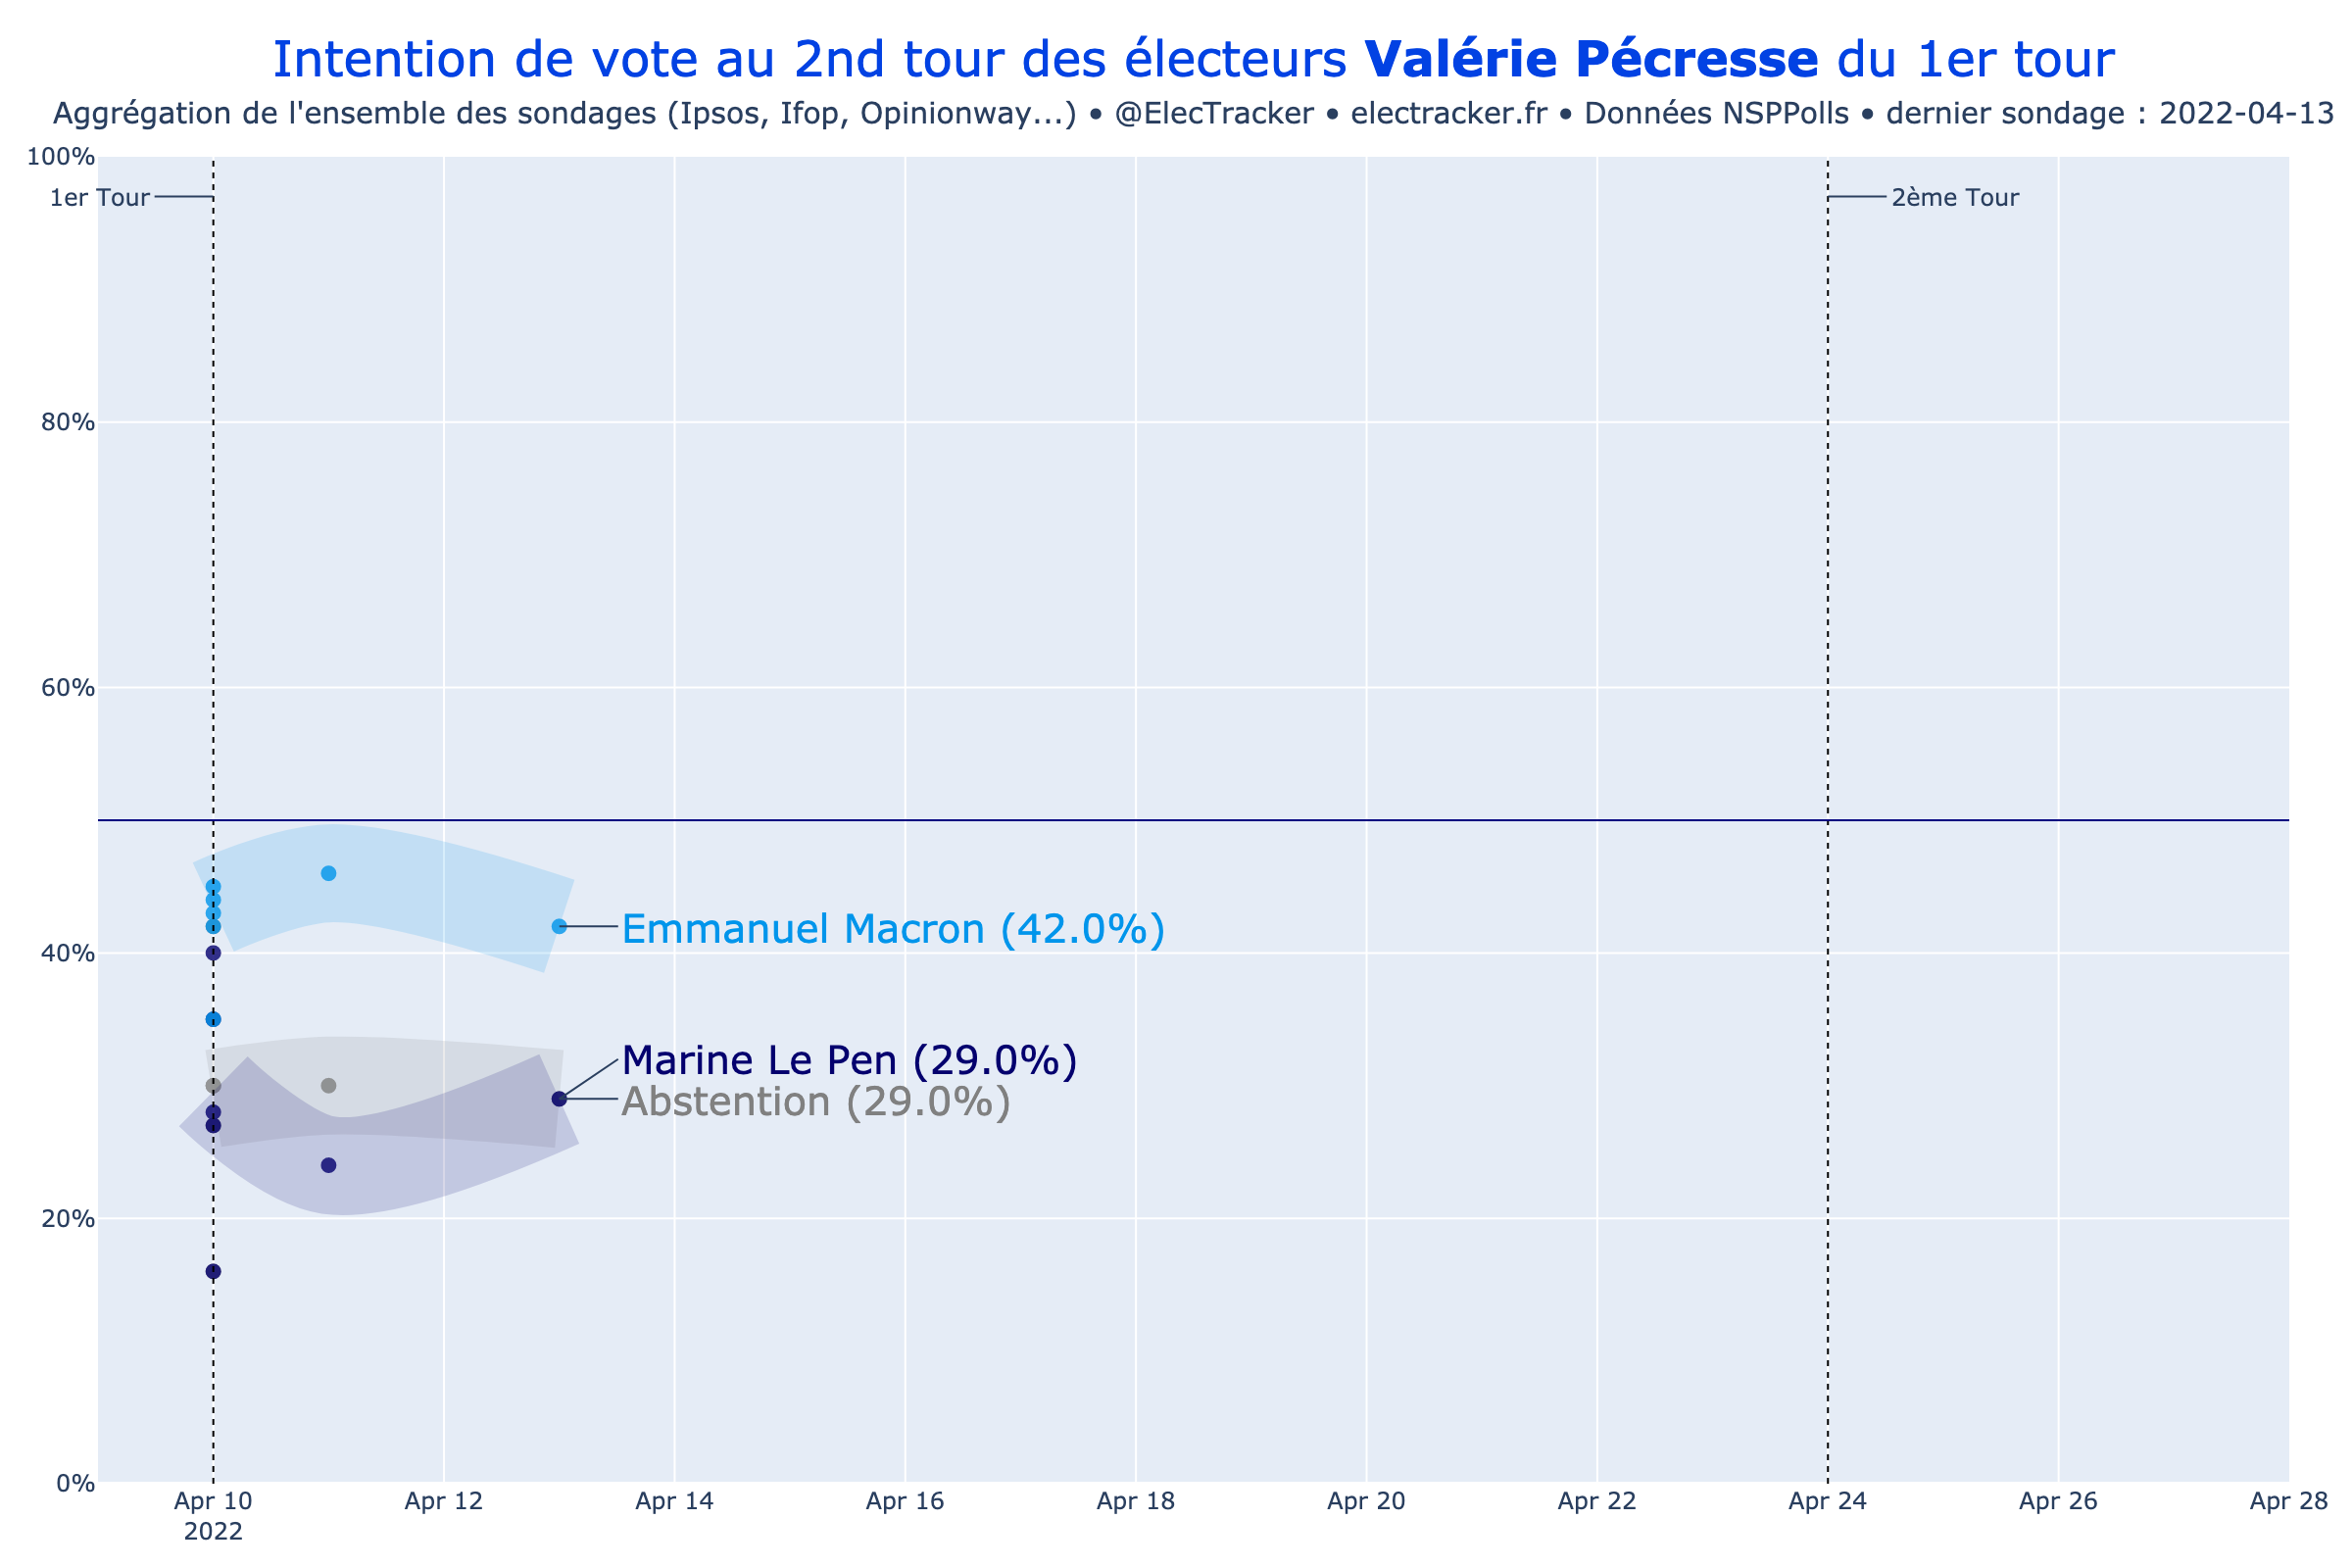 Intention de vote au 2nd tour des électeurs Valérie Pécresse du 1er tour
Aggrégation de l'ensemble des sondages (Ipsos, Ifop, Opinionway...) • @ElecTracker • electracker.fr • Données NSPPolls • dernier sondage : 2022-04-13
100%
1er Tour
2ème Tour
80%
60%
Emmanuel Macron (42.0%)
40%
Marine Le Pen (29.0%)
Abstention (29.0%)
20%
0%
Apr 10 Apr 12 Apr 14 Apr 16 Apr 18 Apr 20 Apr 22 Apr 24 Apr 26 Apr 28
2022